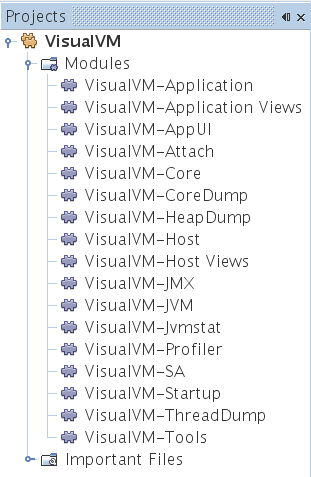 Projects
VisualVM
Modules
VisualVM-Application
VisualVM-Application Views
VisualVM-AppUI
VisualVM-Attach
VisualVM-Core
VisualVM-CoreDump
VisualVM-HeapDump
VisualVM-Host
VisualVM-Host Views
VisualVM-JMX
VisualVM-JVM
VisualVM-Jvmstat
VisualVM-Profiler
VisualVM-SA
VisualVM-Startup
VisualVM-ThreadDump
VisualVM-Tools
Important Files